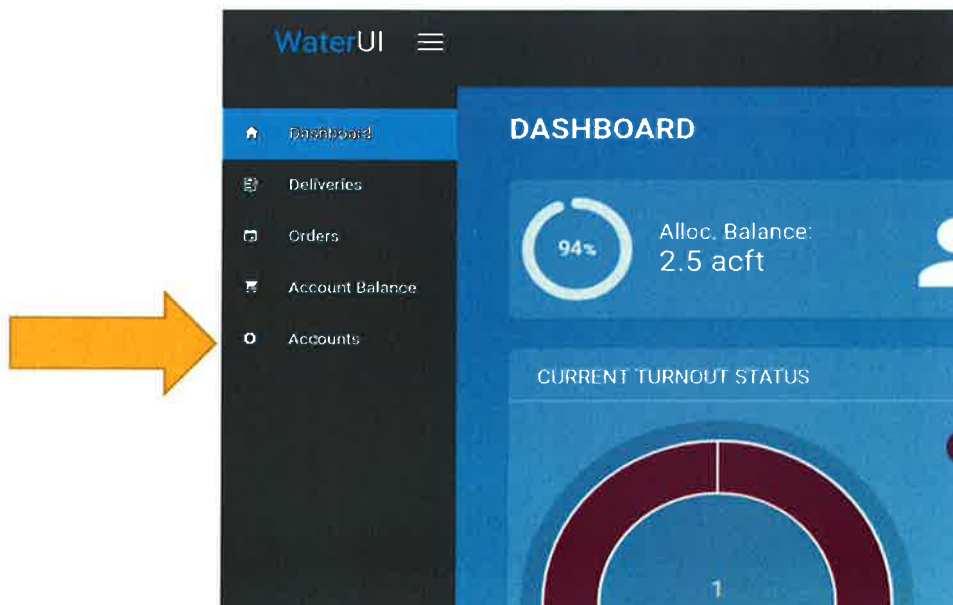 WaterUI
Dashboard
Deliveries
Orders
Account Balance
Accounts
DASHBOARD
94%
Alloc. Balance:
2.5 acft
CURRENT TURNOUT STATUS
1